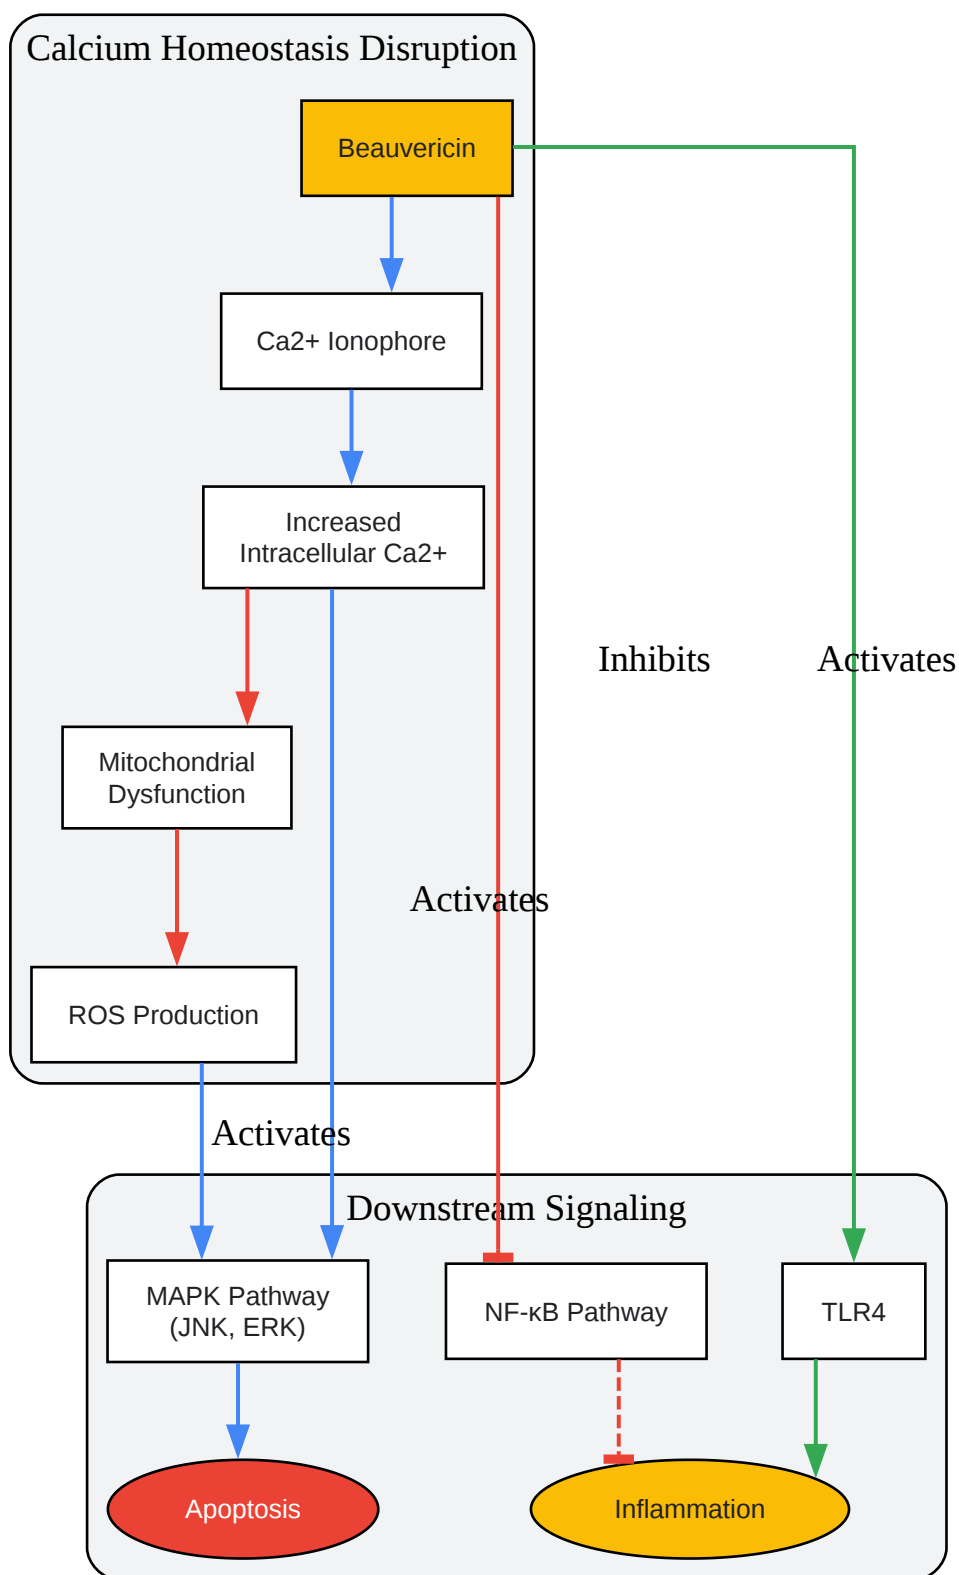 Calcium Homeostasis Disruption
Beauvericin
Ca2+ Ionophore
Increased
Intracellular Ca2+
Inhibits
Activates
Mitochondrial
Dysfunction
Activates
ROS Production
Activates
Downstream Signaling
MAPK Pathway
(JNK, ERK)
NF-κB Pathway
TLR4
Apoptosis
Inflammation